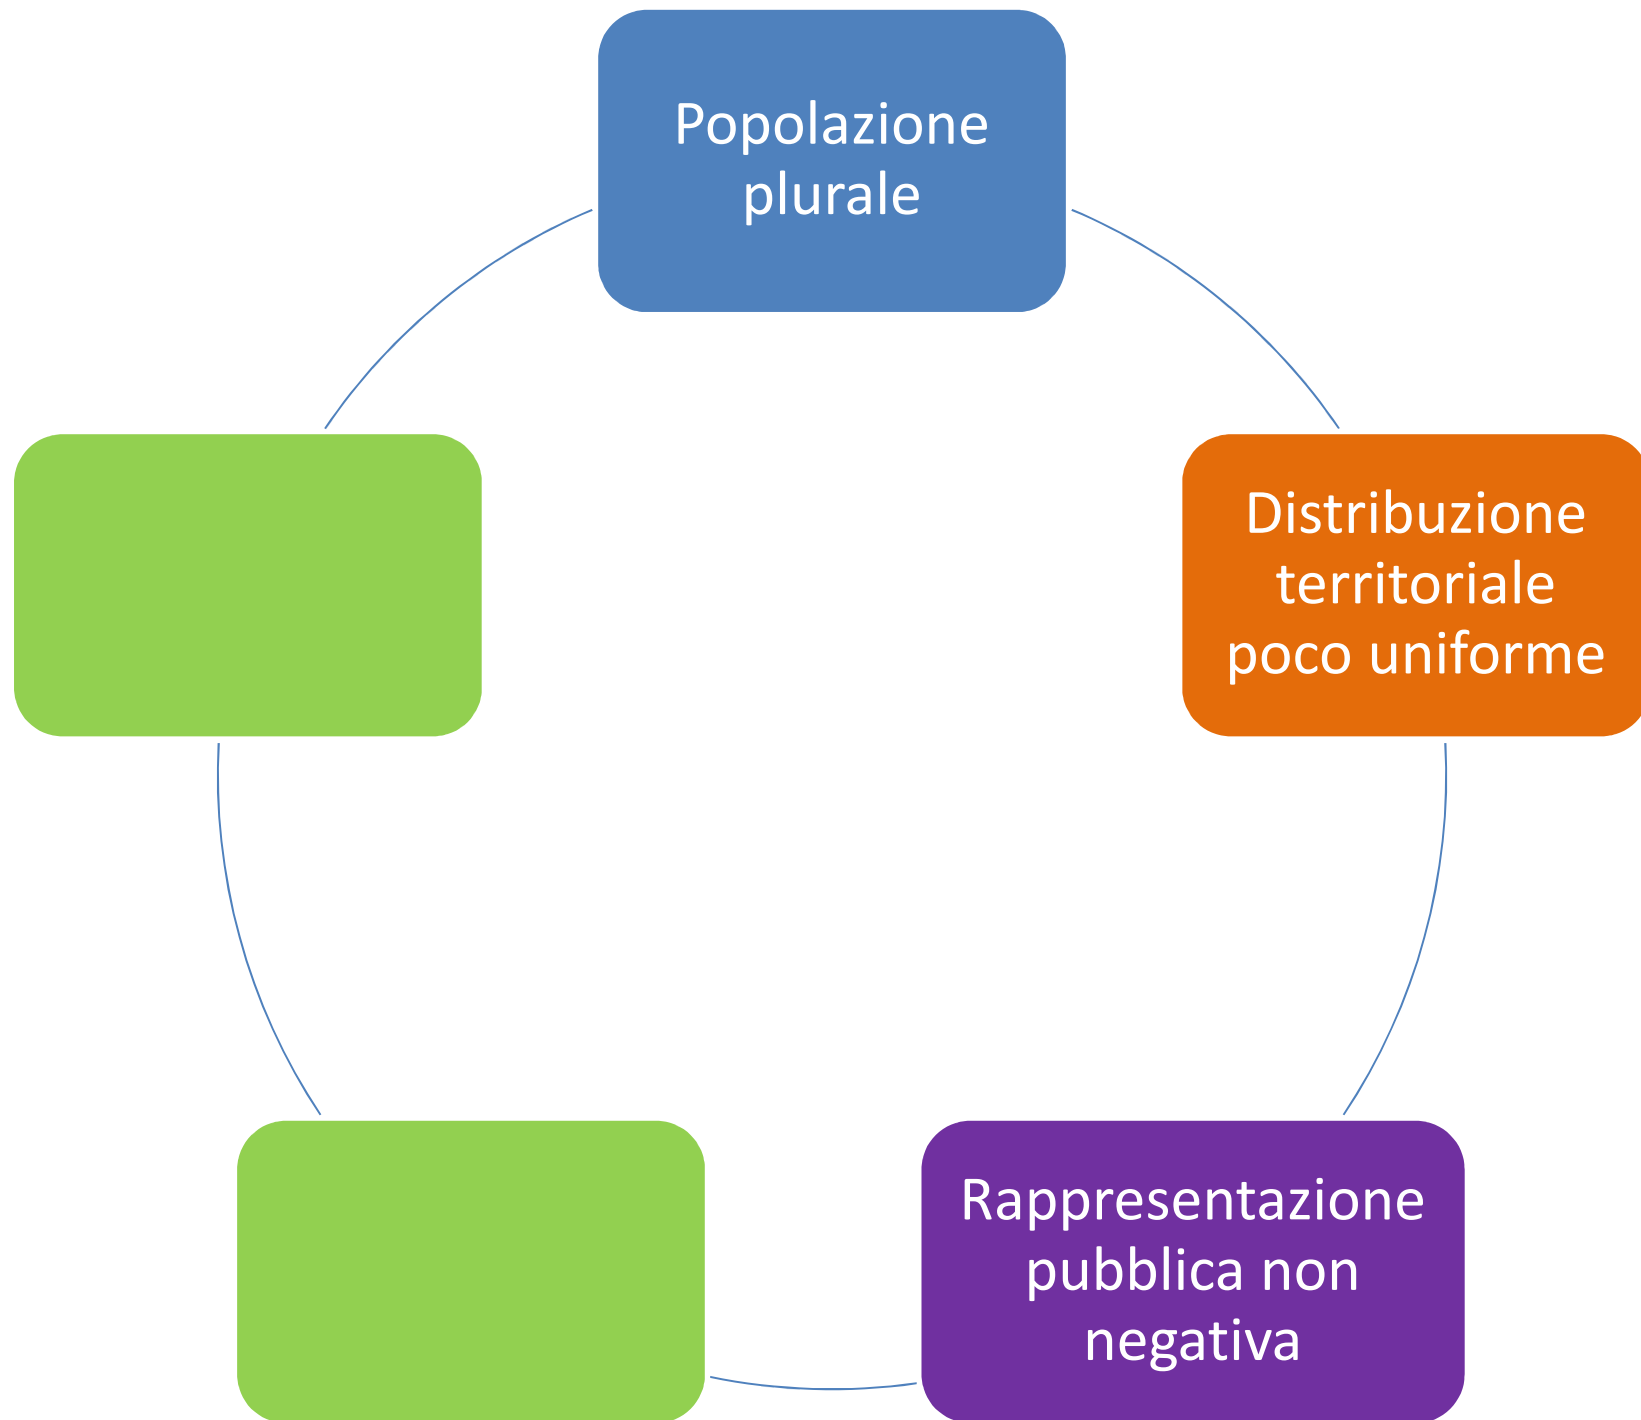 Popolazione
plurale
Distribuzione
territoriale
poco uniforme
Rappresentazione
pubblica non
negativa